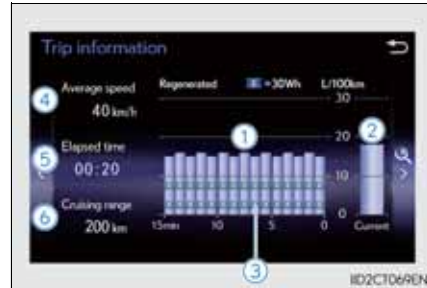 Trip information
Average speed
40 km/h
Elapsed time
00:20
Cruising range
200 km
Regenerated E =30Wh L/100km
30
20
10
0
15min 10 5 0 Current
1
2
3
4
5
6
IID2CT069EN